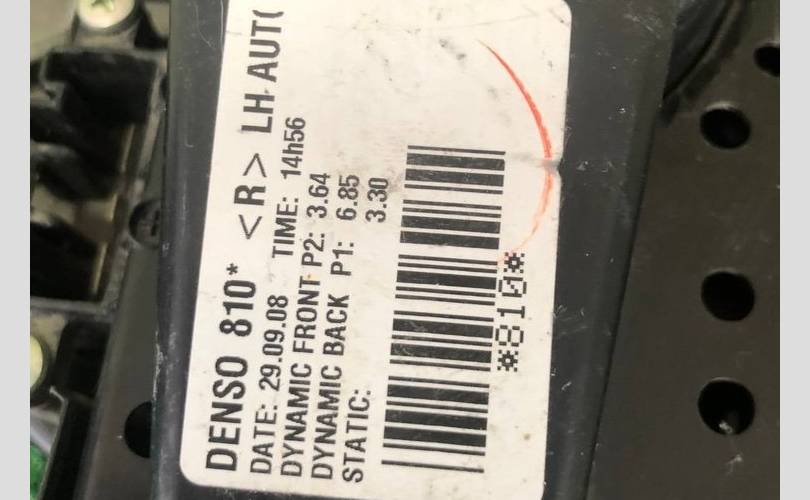 DENSO 810* <R> LH AUT(
DATE: 29.09.08 TIME: 14h56
DYNAMIC FRONT P2: 3.64
DYNAMIC BACK P1: 6.85
STATIC: 3.30
*810*